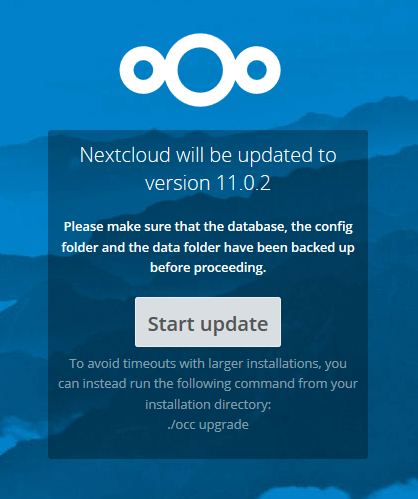 Nextcloud will be updated to
version 11.0.2
Please make sure that the database, the config
folder and the data folder have been backed up
before proceeding.
Start update
To avoid timeouts with larger installations, you
can instead run the following command from your
installation directory:
./occ upgrade